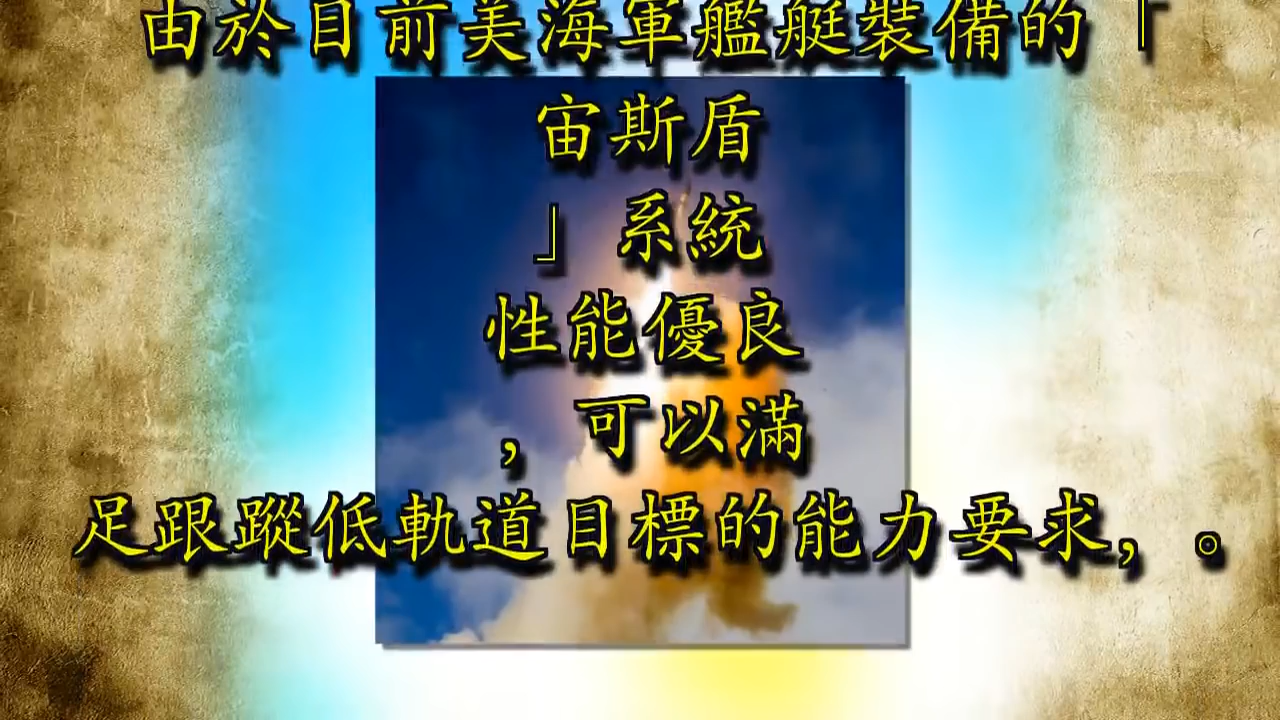 由於目前美海軍艦艇裝備的「
宙斯盾
」系統
性能優良
，可以滿
足跟蹤低軌道目標的能力要求，。